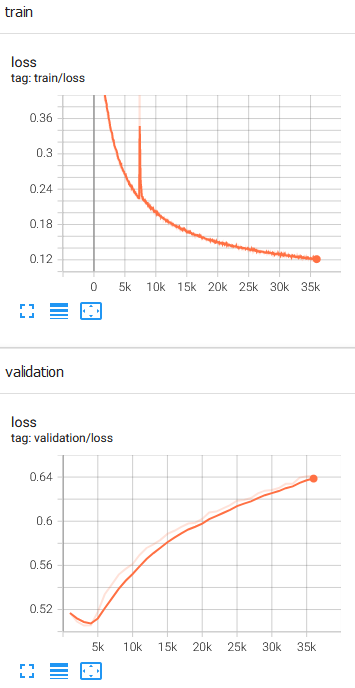 train
loss
tag: train/loss
0.36
0.3
0.24
0.18
0.12
0 5k 10k 15k 20k 25k 30k 35k
validation
loss
tag: validation/loss
0.64
0.6
0.56
0.52
5k 10k 15k 20k 25k 30k 35k